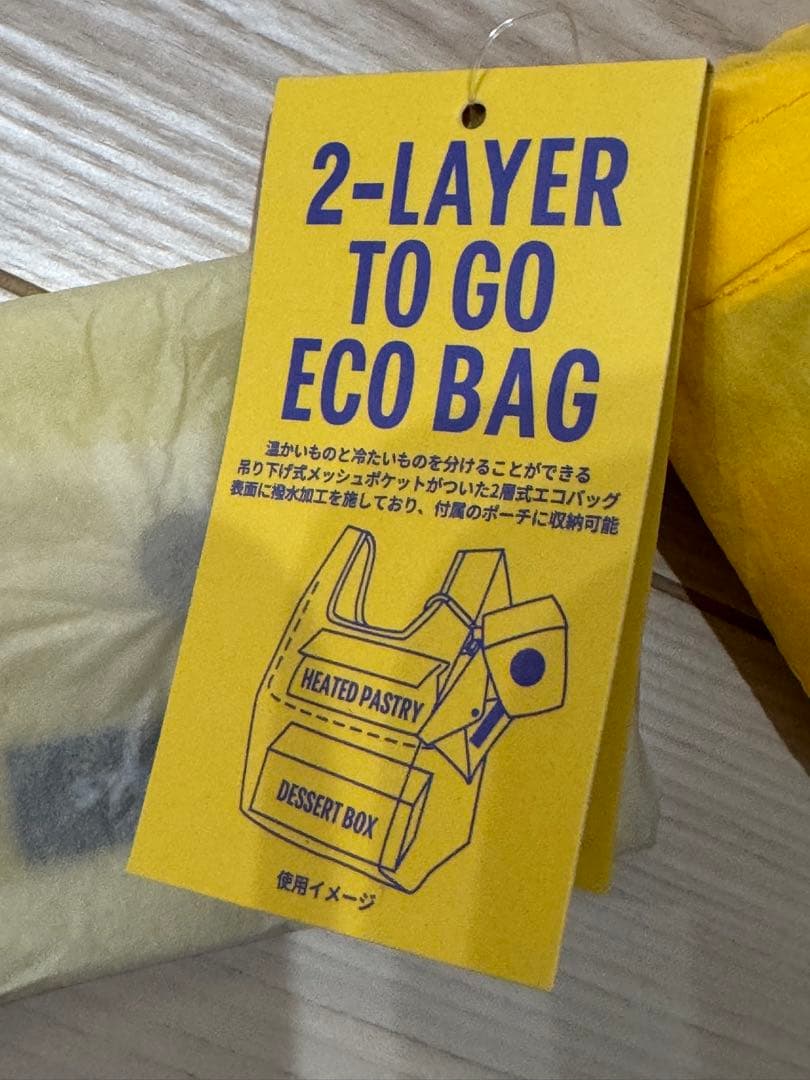 2-LAYER
TO GO
ECO BAG
温かいものと冷たいものを分けることができる
吊り下げ式メッシュポケットがついた2層式エコバッグ
表面に撥水加工を施しており、付属のポーチに収納可能
HEATED PASTRY
DESSERT BOX
使用イメージ